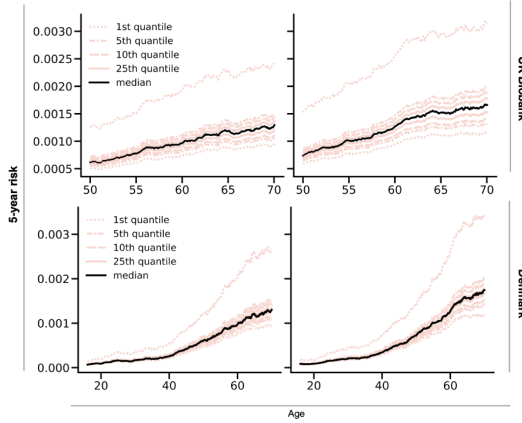 0.0030
0.0025
0.0020
0.0015
0.0010
0.0005
1st quantile
5th quantile
10th quantile
25th quantile
median
50 55 60 65 70
50 55 60 65 70
5-year risk
0.003
0.002
0.001
0.000
1st quantile
5th quantile
10th quantile
25th quantile
median
20 40 60
20 40 60
Age